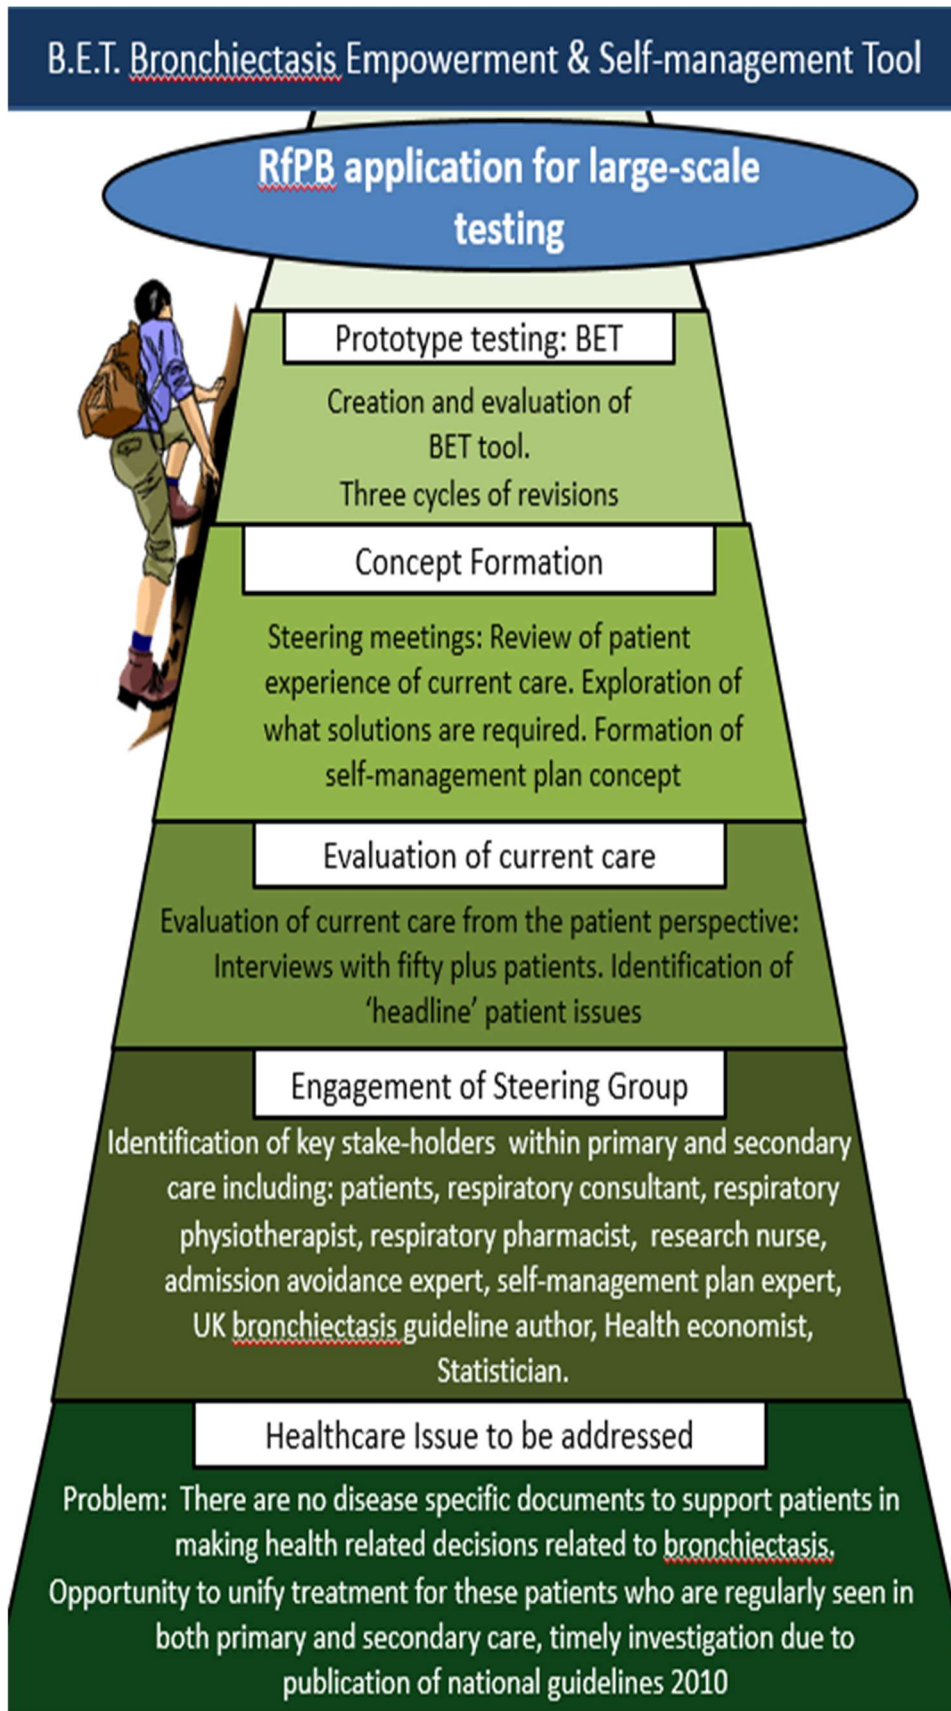 B.E.T. Bronchiectasis Empowerment & Self-management Tool
RfPB application for large-scale
testing
Prototype testing: BET
Creation and evaluation of
BET tool.
Three cycles of revisions
Concept Formation
Steering meetings: Review of patient
experience of current care. Exploration of
what solutions are required. Formation of
self-management plan concept
Evaluation of current care
Evaluation of current care from the patient perspective:
Interviews with fifty plus patients. Identification of
‘headline’ patient issues
Engagement of Steering Group
Identification of key stake-holders within primary and secondary
care including: patients, respiratory consultant, respiratory
physiotherapist, respiratory pharmacist, research nurse,
admission avoidance expert, self-management plan expert,
UK bronchiectasis guideline author, Health economist,
Statistician.
Healthcare Issue to be addressed
Problem: There are no disease specific documents to support patients in
making health related decisions related to bronchiectasis.
Opportunity to unify treatment for these patients who are regularly seen in
both primary and secondary care, timely investigation due to
publication of national guidelines 2010